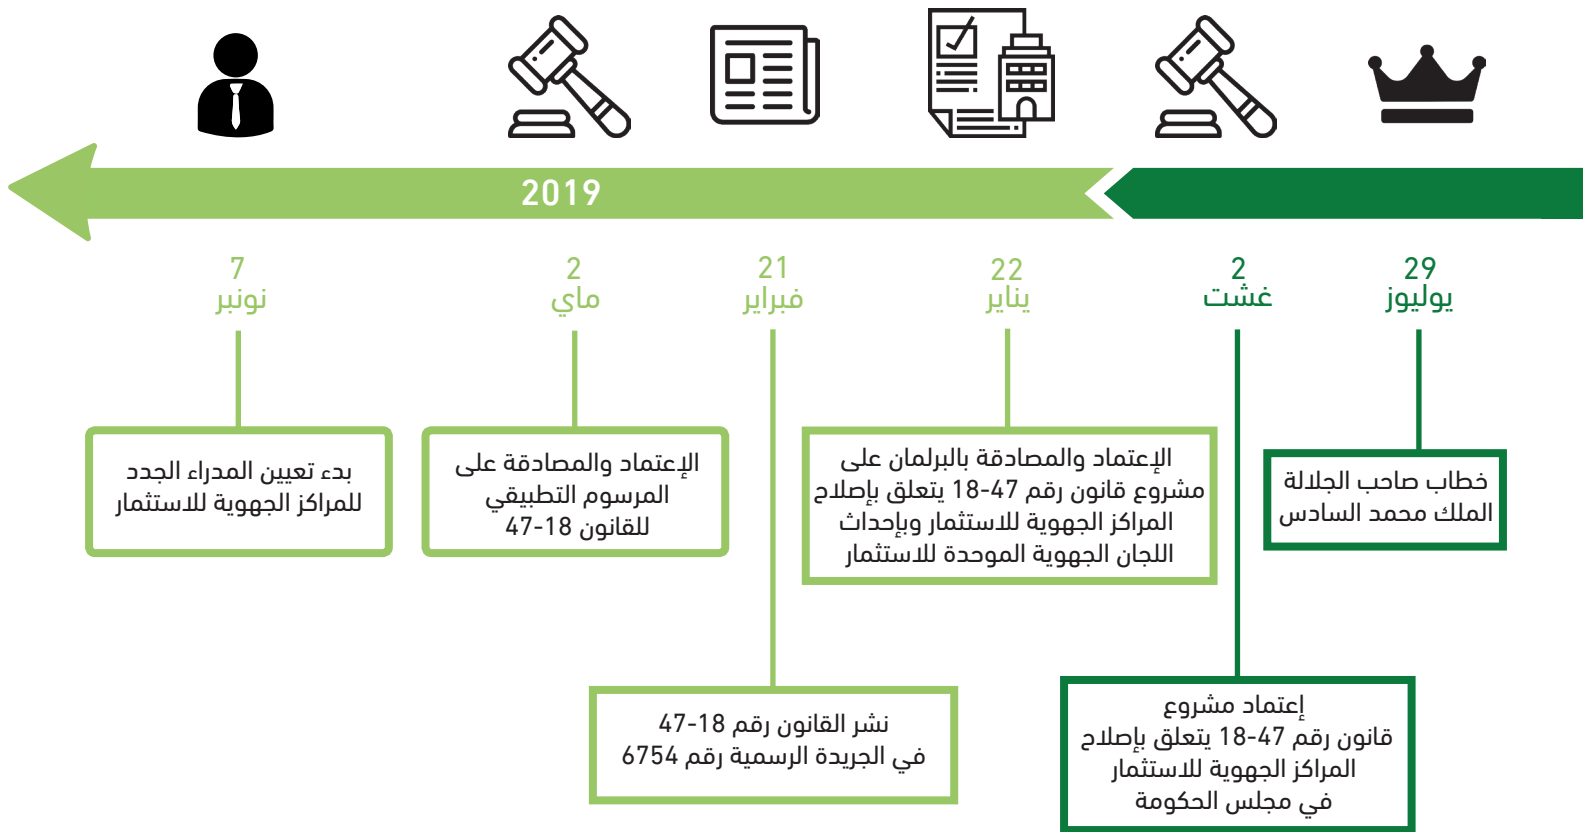 2019
29
يوليوز
خطاب صاحب الجلالة
الملك محمد السادس
2
غشت
إعتماد مشروع
قانون رقم 47-18 يتعلق بإصلاح
المراكز الجهوية للاستثمار
في مجلس الحكومة
22
يناير
الإعتماد والمصادقة بالبرلمان على
مشروع قانون رقم 47-18 يتعلق بإصلاح
المراكز الجهوية للاستثمار وبإحداث
اللجان الجهوية الموحدة للاستثمار
21
فبراير
نشر القانون رقم 18-47
في الجريدة الرسمية رقم 6754
2
ماي
الإعتماد والمصادقة على
المرسوم التطبيقي
للقانون 18-47
7
نونبر
بدء تعيين المدراء الجدد
للمراكز الجهوية للاستثمار